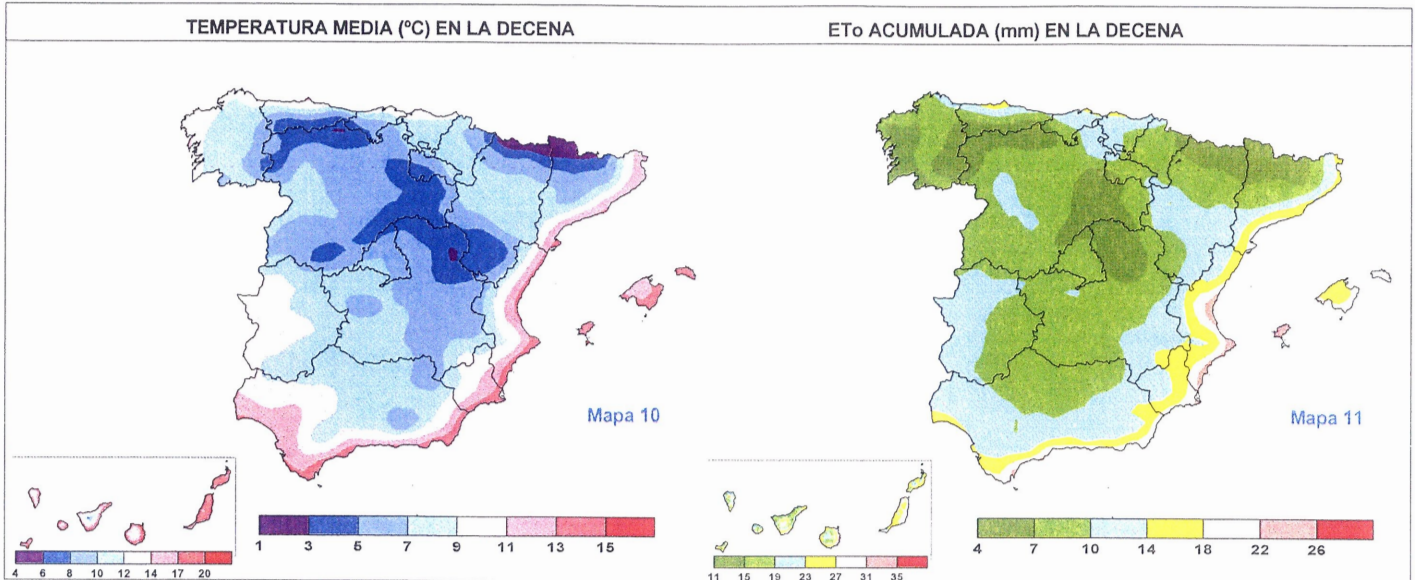 TEMPERATURA MEDIA (ºC) EN LA DECENA
ETo ACUMULADA (mm) EN LA DECENA
Mapa 10
Mapa 11
1 3 5 7 9 11 13 15
4 6 8 10 12 14 17 20
4 7 10 14 18 22 26
11 15 19 23 27 31 35